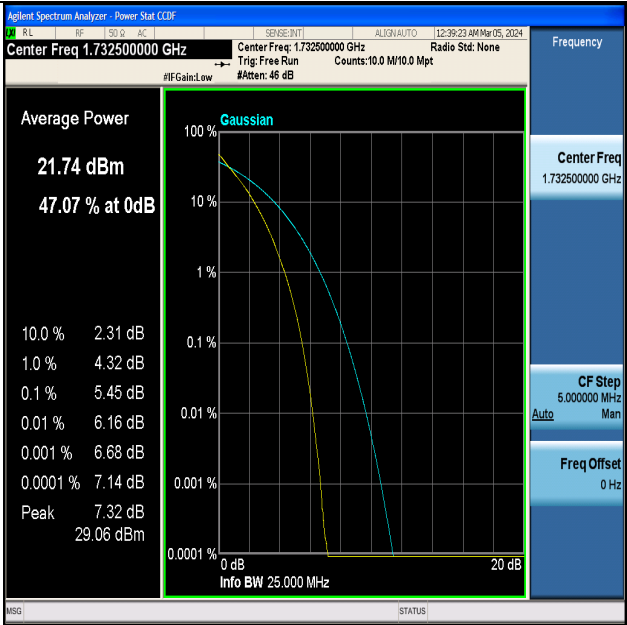 Agilent Spectrum Analyzer - Power Stat CCDF
LXI RL RF 50 Ω AC SENSE:INT ALIGNAUTO 12:39:23 AM Mar 05, 2024
Center Freq 1.732500000 GHz
Center Freq: 1.732500000 GHz Radio Std: None
Trig: Free Run Counts:10.0 M/10.0 Mpt
#IFGain:Low #Atten: 46 dB
Frequency
Average Power
21.74 dBm
47.07 % at 0dB
10.0 % 2.31 dB
1.0 % 4.32 dB
0.1 % 5.45 dB
0.01 % 6.16 dB
0.001 % 6.68 dB
0.0001 % 7.14 dB
Peak 7.32 dB
29.06 dBm
Gaussian
100 %
10 %
1 %
0.1 %
0.01 %
0.001 %
0.0001 %
0 dB 20 dB
Info BW 25.000 MHz
Center Freq
1.732500000 GHz
CF Step
5.000000 MHz
Auto Man
Freq Offset
0 Hz
MSG STATUS